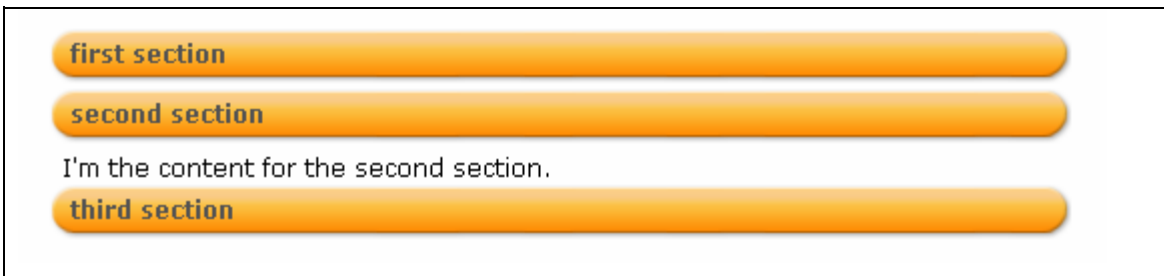 first section
second section
I'm the content for the second section.
third section